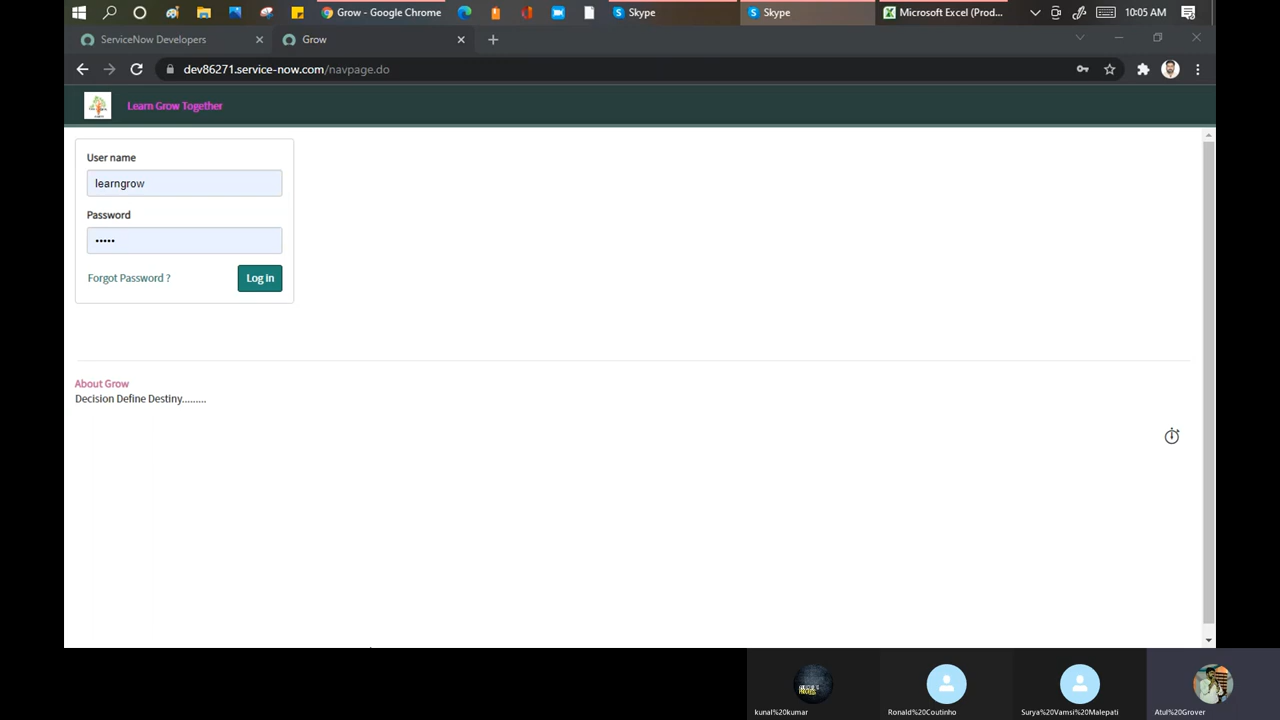 Grow - Google Chrome
Skype
Skype
Microsoft Excel (Prod...
10:05 AM
ServiceNow Developers
Grow
dev86271.service-now.com/navpage.do
Learn Grow Together
User name
learngrow
Password
•••••
Forgot Password ?
Log in
About Grow
Decision Define Destiny.........
kunal%20kumar
Ronald%20Coutinho
Surya%20Vamsi%20Malepati
Atul%20Grover